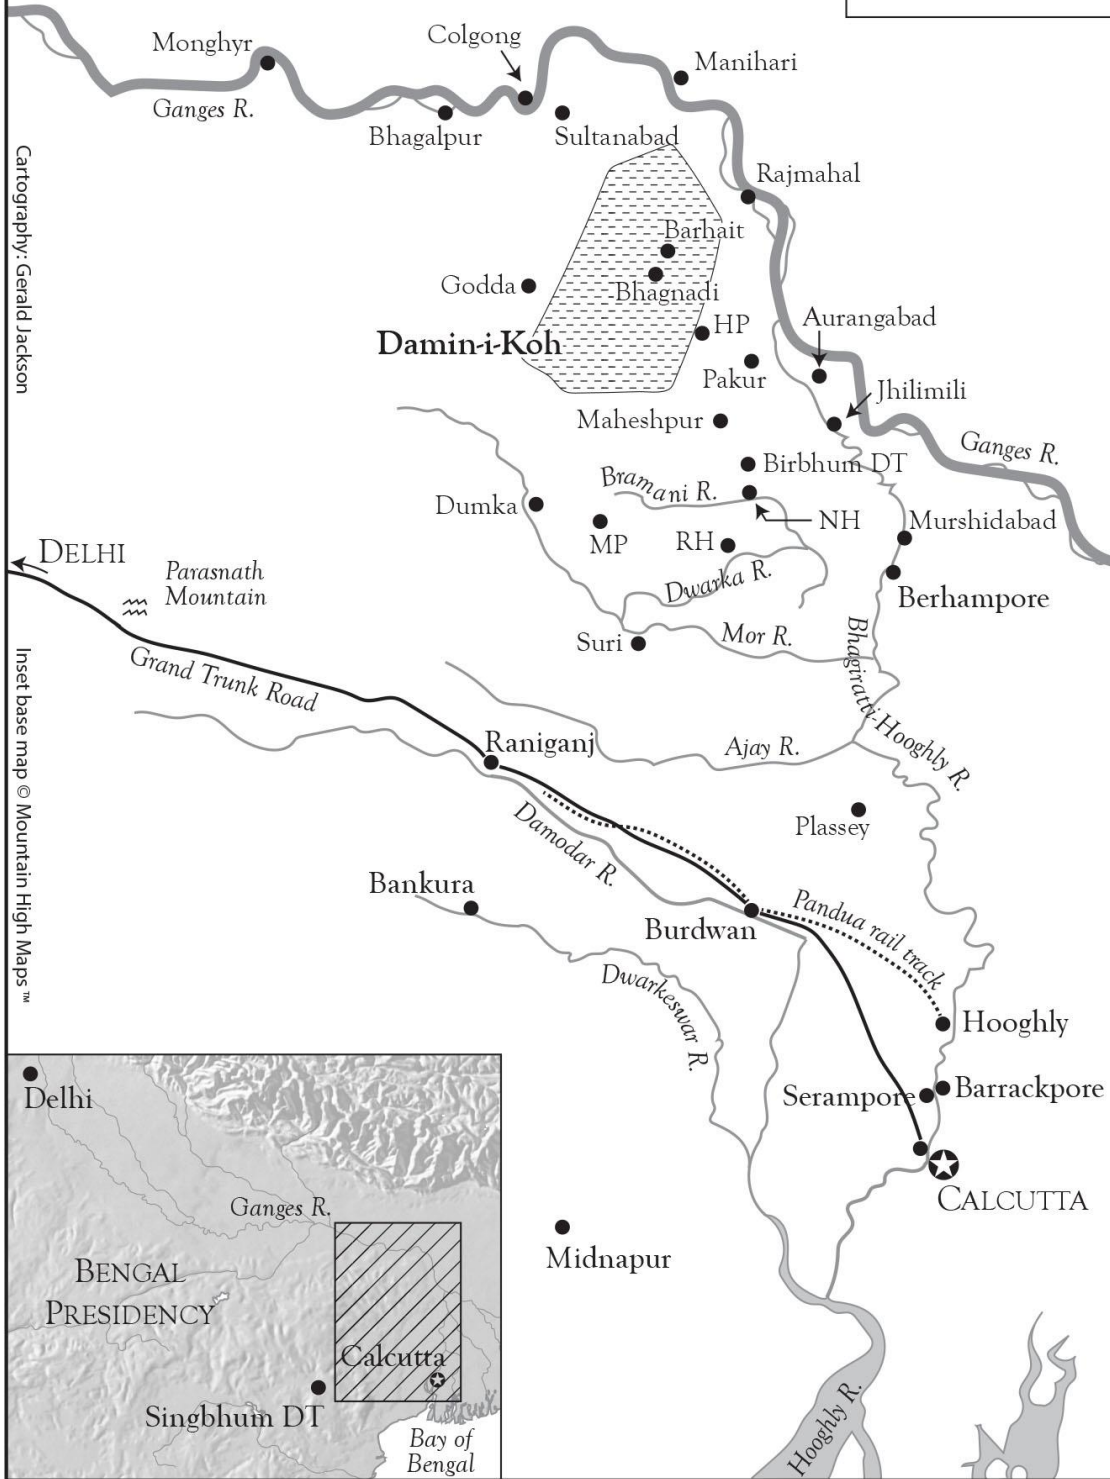 Colgong
Monghyr
Manihari
Ganges R.
Bhagalpur
Sultanabad
Rajmahal
Barhait
Godda
Bhagnadi
HP
Aurangabad
Damin-i-Koh
Pakur
Jhilimili
Maheshpur
Ganges R.
Birbhum DT
Bramani R.
Dumka
NH
Murshidabad
MP
RH
DELHI
Parasnath
Mountain
Dwarka R.
Berhampore
Suri
Mor R.
Bhagiratti-Hooghly R.
Grand Trunk Road
Raniganj
Ajay R.
Plassey
Damodar R.
Bankura
Pandua rail track
Burdwan
Dwarkeswar R.
Hooghly
Serampore
Barrackpore
CALCUTTA
Midnapur
Hooghly R.
Delhi
Ganges R.
BENGAL
PRESIDENCY
Calcutta
Singbhum DT
Bay of
Bengal
Cartography: Gerald Jackson
Inset base map © Mountain High Maps™